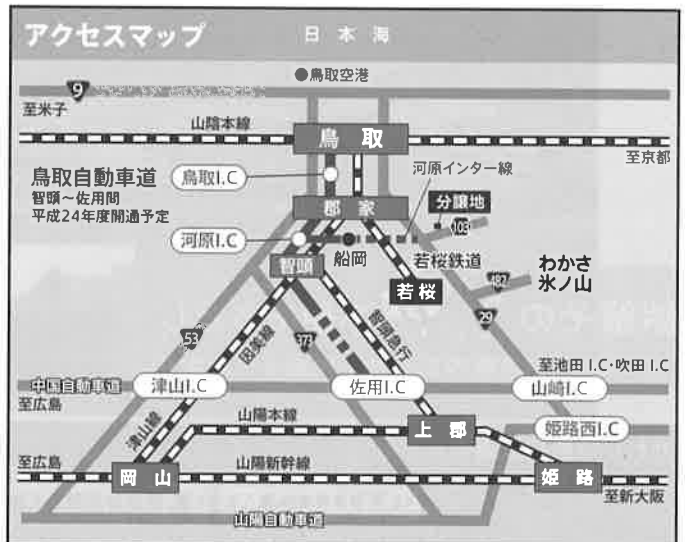 アクセスマップ
日本海
鳥取空港
9
至米子
山陰本線
鳥取
至京都
鳥取自動車道
智頭～佐用間
平成24年度開通予定
鳥取I.C
河原インター線
郡家
分譲地
103
河原I.C
船岡
若桜鉄道
わかさ
氷ノ山
智頭
若桜
482
29
53
因美線
373
智頭急行
至池田 I.C・吹田 I.C
中国自動車道
津山I.C
佐用I.C
山崎I.C
至広島
津山線
山陽本線
上郡
姫路西I.C
至広島
岡山
山陽新幹線
姫路
至新大阪
山陽自動車道